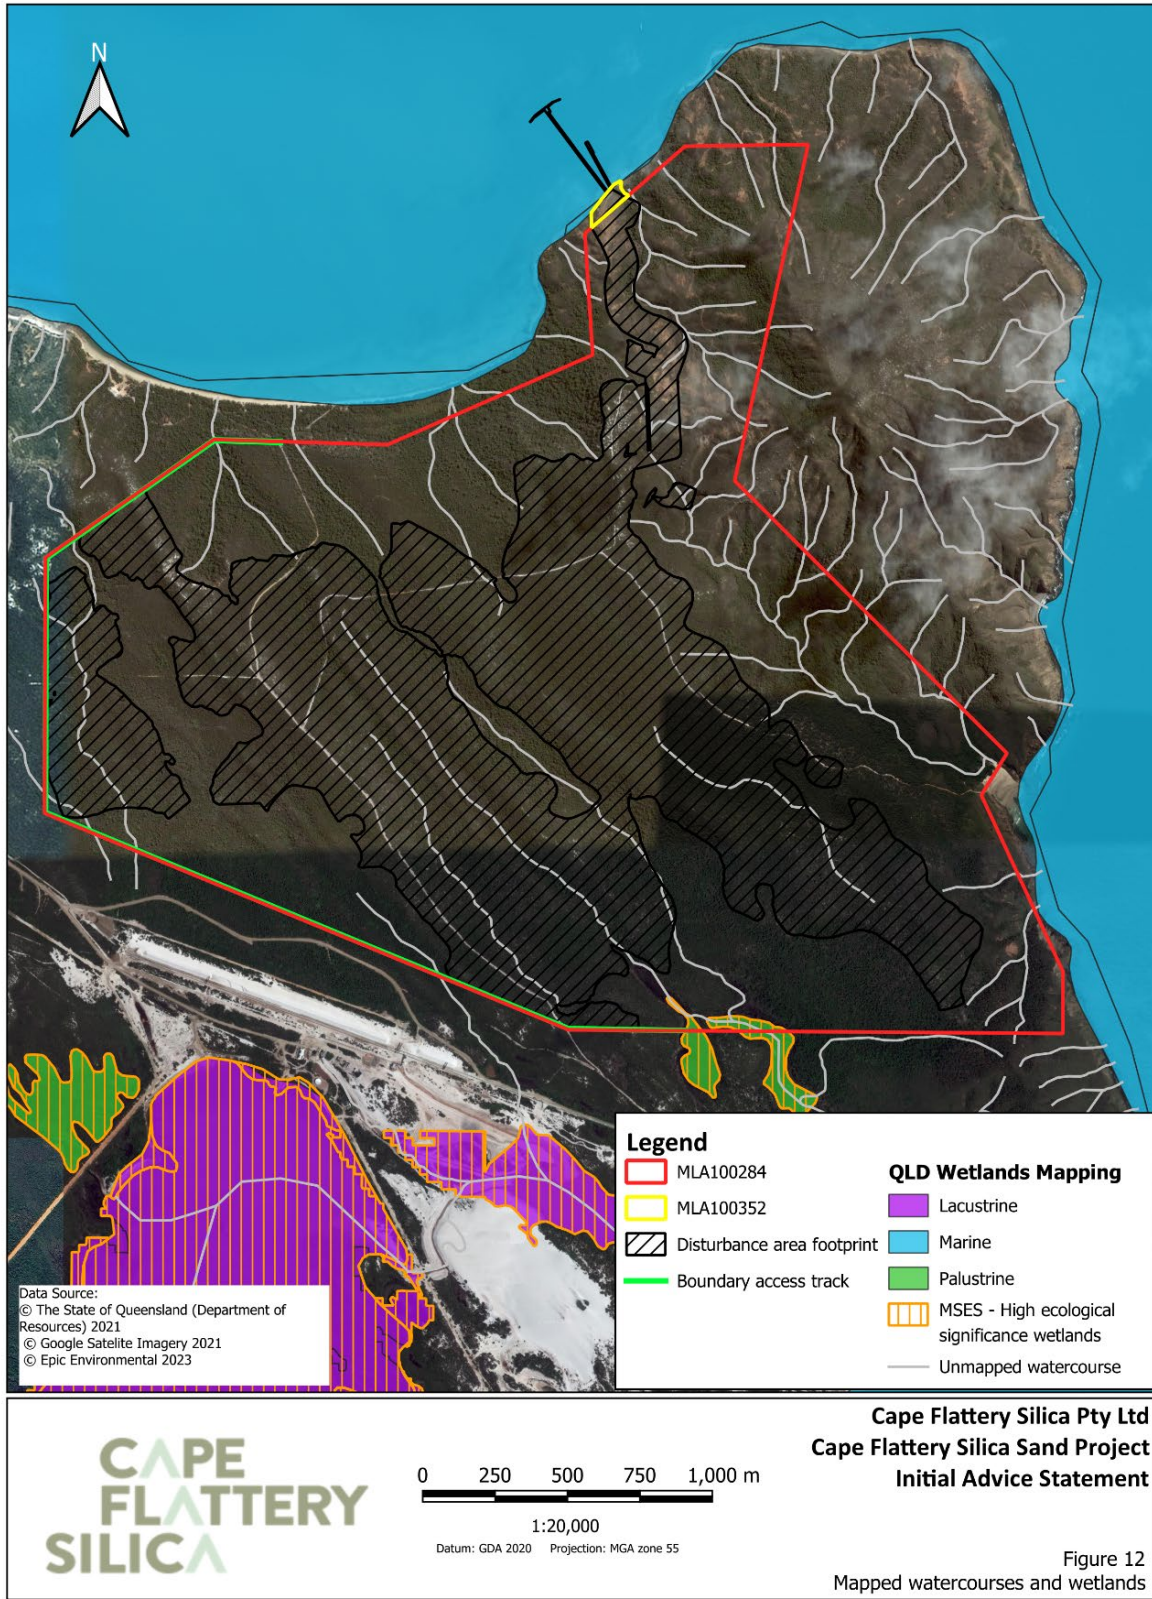 N
Legend
MLA100284
MLA100352
Disturbance area footprint
Boundary access track
QLD Wetlands Mapping
Lacustrine
Marine
Palustrine
MSES - High ecological
significance wetlands
Unmapped watercourse
Data Source:
© The State of Queensland (Department of
Resources) 2021
© Google Satelite Imagery 2021
© Epic Environmental 2023
CAPE
FLATTERY
SILICA
0 250 500 750 1,000 m
1:20,000
Datum: GDA 2020 Projection: MGA zone 55
Cape Flattery Silica Pty Ltd
Cape Flattery Silica Sand Project
Initial Advice Statement
Figure 12
Mapped watercourses and wetlands